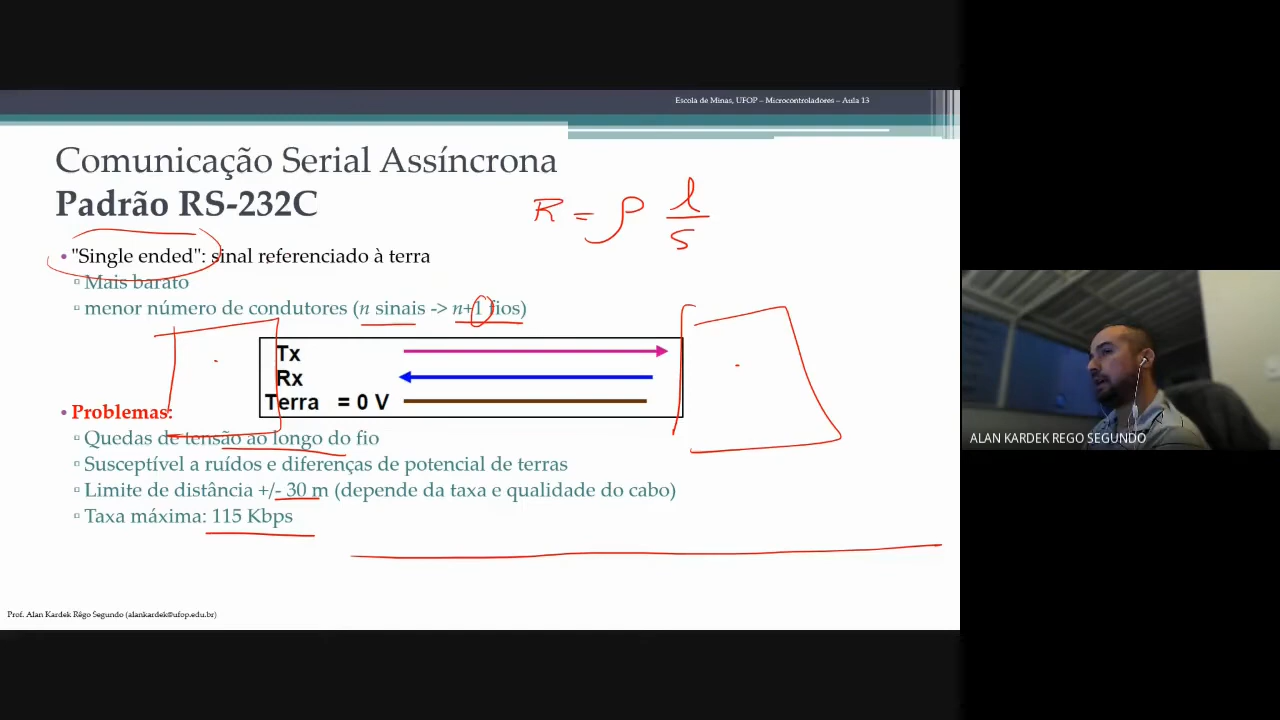 Escola de Minas, UFOP – Microcontroladores – Aula 13
Comunicação Serial Assíncrona
Padrão RS-232C
R = ρ l/s
• "Single ended": sinal referenciado à terra
▫ Mais barato
▫ menor número de condutores (n sinais -> n+1 fios)
Tx
Rx
Terra = 0 V
• Problemas:
▫ Quedas de tensão ao longo do fio
▫ Susceptível a ruídos e diferenças de potencial de terras
▫ Limite de distância +/- 30 m (depende da taxa e qualidade do cabo)
▫ Taxa máxima: 115 Kbps
Prof. Alan Kardek Rêgo Segundo (alankardek@ufop.edu.br)
ALAN KARDEK REGO SEGUNDO